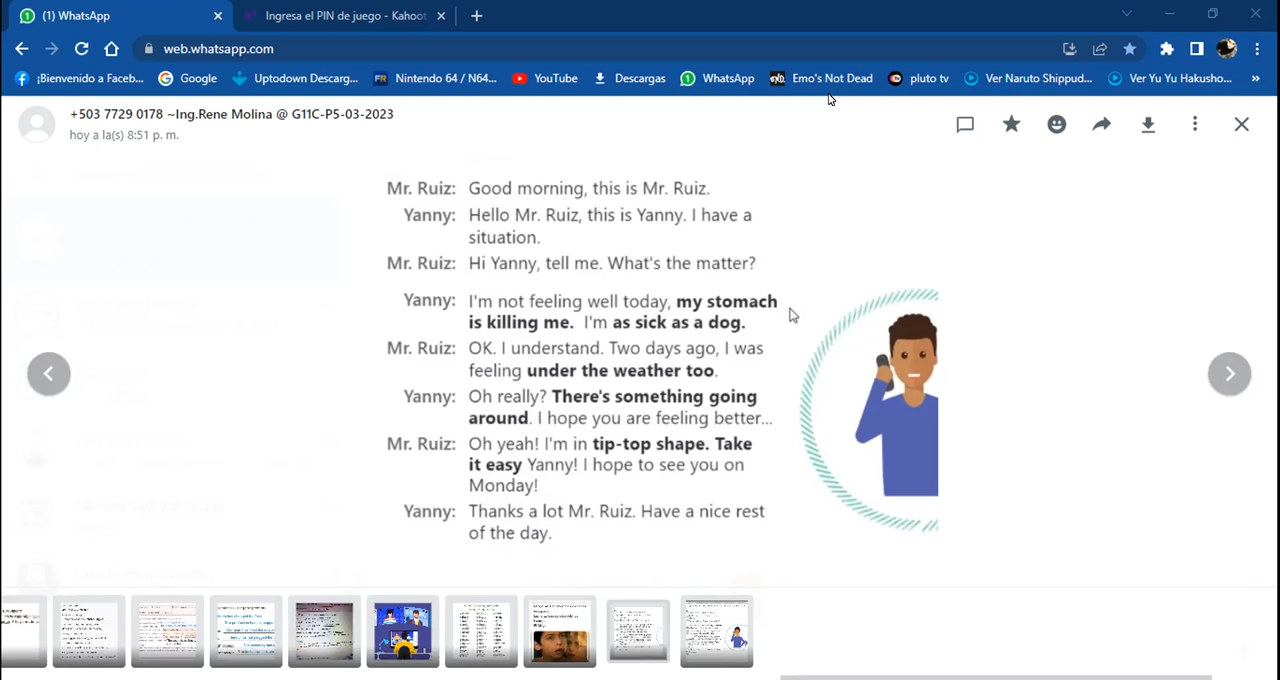 (1) WhatsApp
Ingresa el PIN de juego - Kahoot
web.whatsapp.com
¡Bienvenido a Faceb...
Google
Uptodown Descarg...
Nintendo 64 / N64...
YouTube
Descargas
WhatsApp
Emo's Not Dead
pluto tv
Ver Naruto Shippud...
Ver Yu Yu Hakusho...
+503 7729 0178 ~Ing.Rene Molina @ G11C-P5-03-2023
hoy a la(s) 8:51 p. m.
Mr. Ruiz: Good morning, this is Mr. Ruiz.
Yanny: Hello Mr. Ruiz, this is Yanny. I have a
situation.
Mr. Ruiz: Hi Yanny, tell me. What's the matter?
Yanny: I'm not feeling well today, my stomach
is killing me. I'm as sick as a dog.
Mr. Ruiz: OK. I understand. Two days ago, I was
feeling under the weather too.
Yanny: Oh really? There's something going
around. I hope you are feeling better...
Mr. Ruiz: Oh yeah! I'm in tip-top shape. Take
it easy Yanny! I hope to see you on
Monday!
Yanny: Thanks a lot Mr. Ruiz. Have a nice rest
of the day.